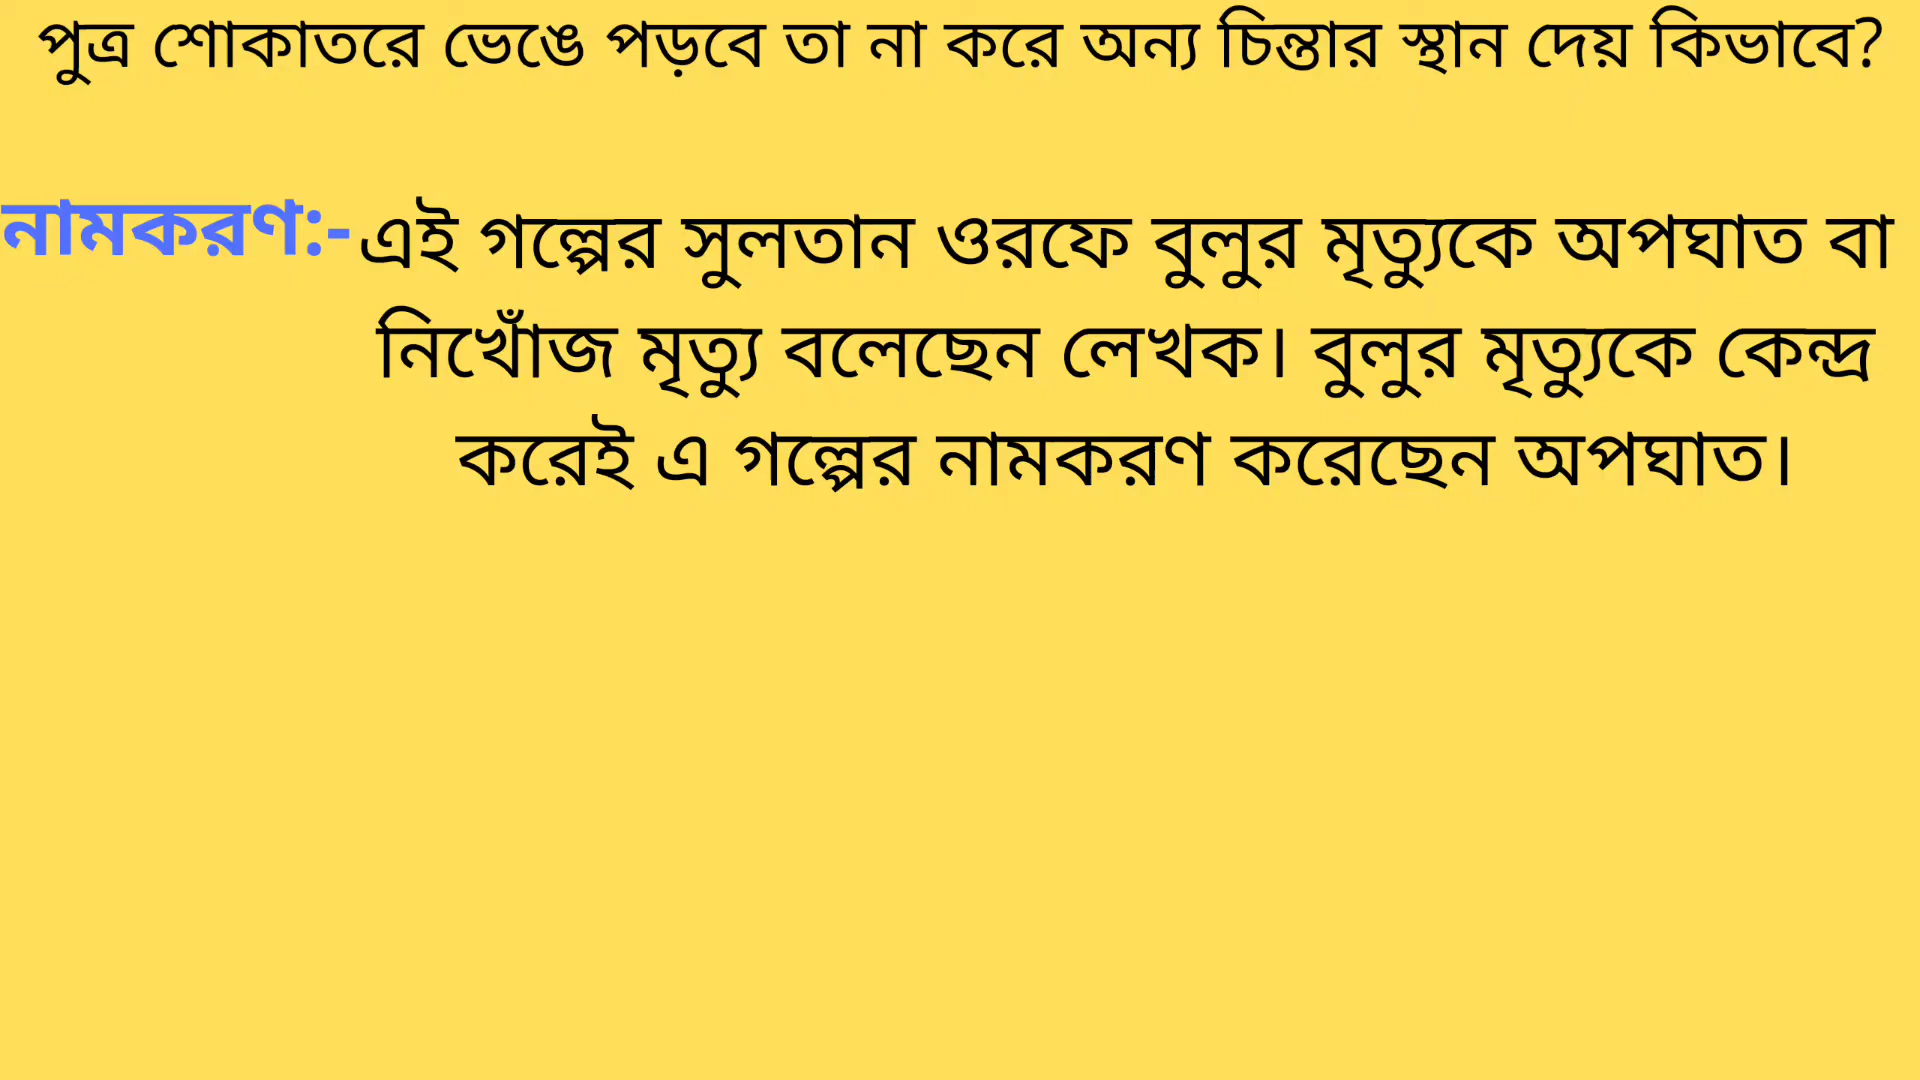 পুত্র শোকাতরে ভেঙে পড়বে তা না করে অন্য চিন্তার স্থান দেয় কিভাবে?
নামকরণ:- এই গল্পের সুলতান ওরফে বুলুর মৃত্যুকে অপঘাত বা
নিখোঁজ মৃত্যু বলেছেন লেখক। বুলুর মৃত্যুকে কেন্দ্র
করেই এ গল্পের নামকরণ করেছেন অপঘাত।